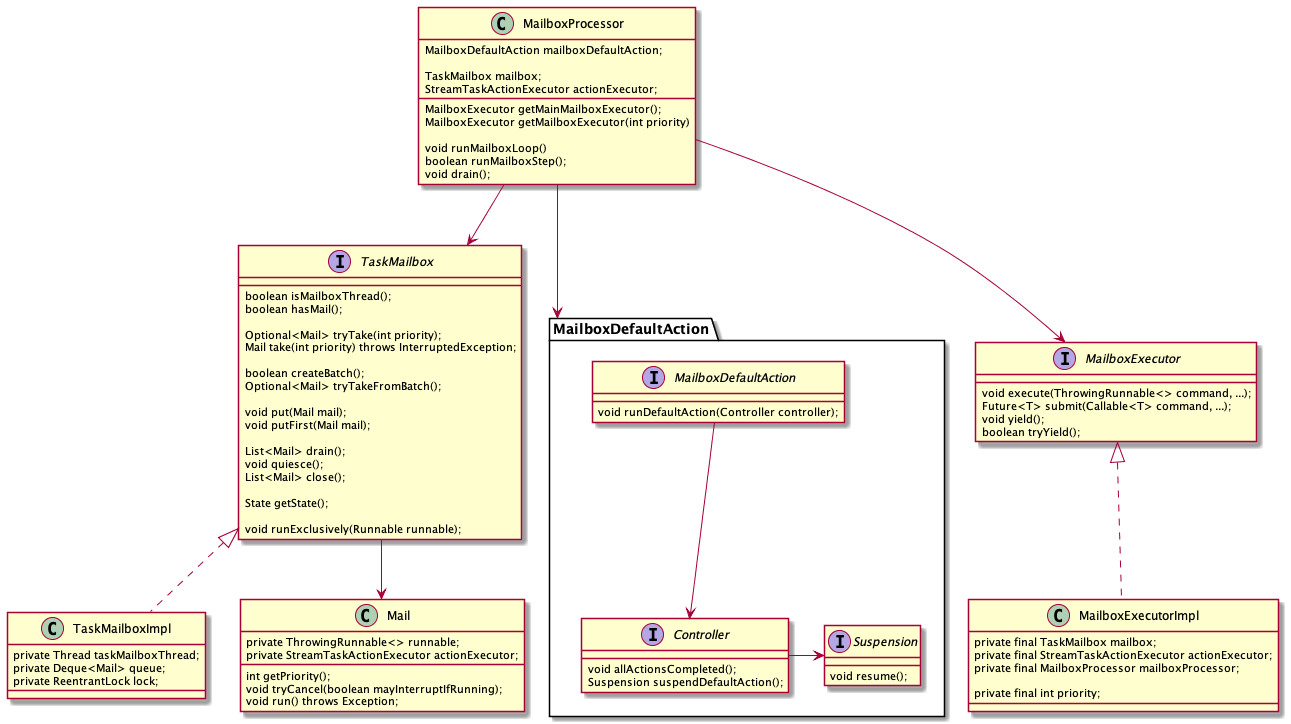 C MailboxProcessor
MailboxDefaultAction mailboxDefaultAction;
TaskMailbox mailbox;
StreamTaskActionExecutor actionExecutor;
MailboxExecutor getMainMailboxExecutor();
MailboxExecutor getMailboxExecutor(int priority)
void runMailboxLoop()
boolean runMailboxStep();
void drain();
I TaskMailbox
boolean isMailboxThread();
boolean hasMail();
Optional<Mail> tryTake(int priority);
Mail take(int priority) throws InterruptedException;
boolean createBatch();
Optional<Mail> tryTakeFromBatch();
void put(Mail mail);
void putFirst(Mail mail);
List<Mail> drain();
void quiesce();
List<Mail> close();
State getState();
void runExclusively(Runnable runnable);
MailboxDefaultAction
I MailboxDefaultAction
void runDefaultAction(Controller controller);
I MailboxExecutor
void execute(ThrowingRunnable<> command, ...);
Future<T> submit(Callable<T> command, ...);
void yield();
boolean tryYield();
C TaskMailboxImpl
private Thread taskMailboxThread;
private Deque<Mail> queue;
private ReentrantLock lock;
C Mail
private ThrowingRunnable<> runnable;
private StreamTaskActionExecutor actionExecutor;
int getPriority();
void tryCancel(boolean mayInterruptIfRunning);
void run() throws Exception;
I Controller
void allActionsCompleted();
Suspension suspendDefaultAction();
I Suspension
void resume();
C MailboxExecutorImpl
private final TaskMailbox mailbox;
private final StreamTaskActionExecutor actionExecutor;
private final MailboxProcessor mailboxProcessor;
private final int priority;